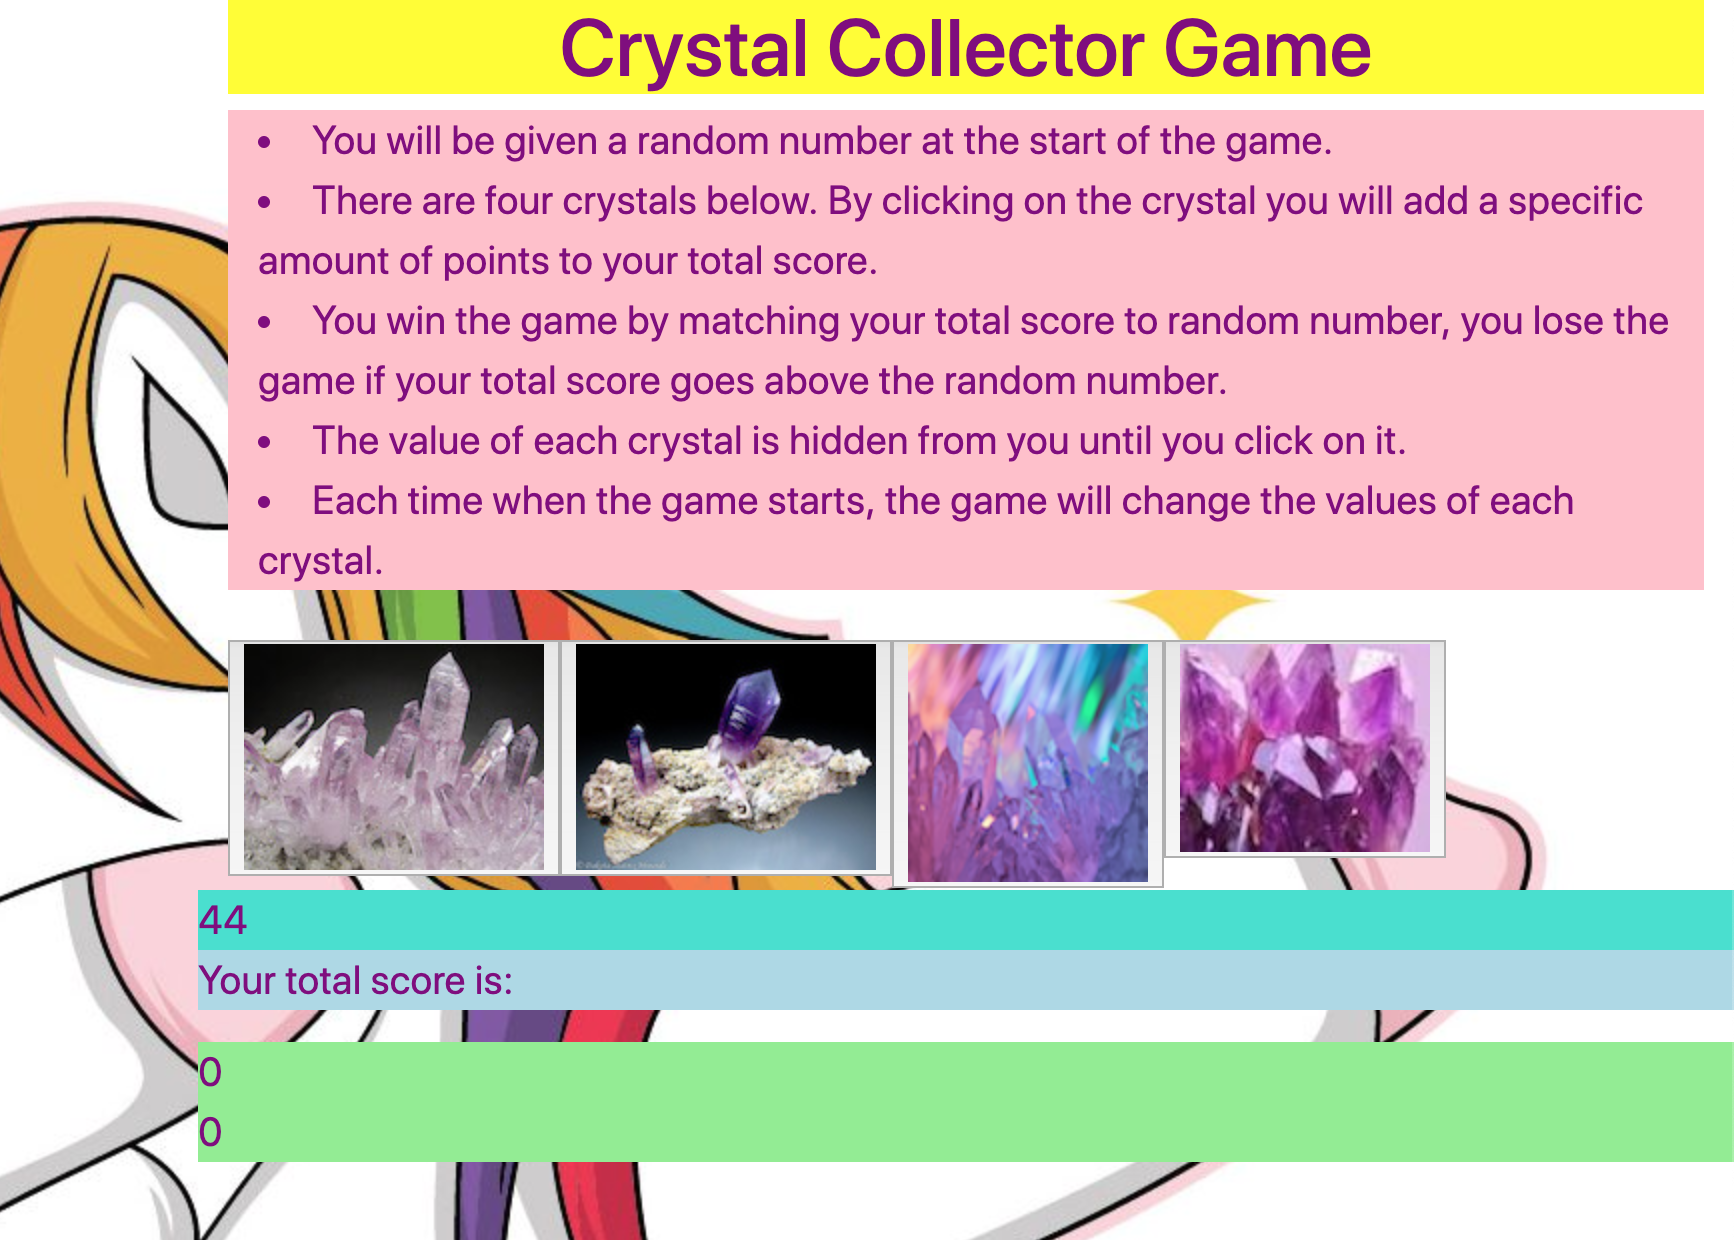 Crystal Collector Game
• You will be given a random number at the start of the game.
• There are four crystals below. By clicking on the crystal you will add a specific
amount of points to your total score.
• You win the game by matching your total score to random number, you lose the
game if your total score goes above the random number.
• The value of each crystal is hidden from you until you click on it.
• Each time when the game starts, the game will change the values of each
crystal.
44
Your total score is:
0
0